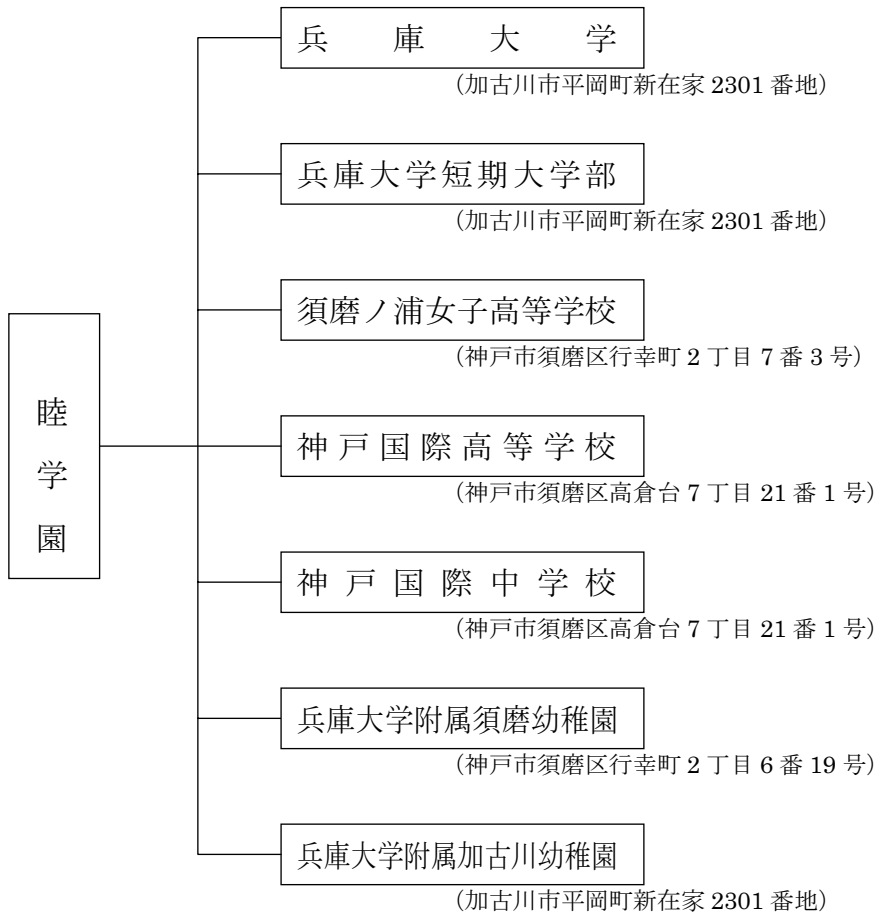 兵庫大学
(加古川市平岡町新在家 2301 番地)
兵庫大学短期大学部
(加古川市平岡町新在家 2301 番地)
須磨ノ浦女子高等学校
(神戸市須磨区行幸町 2 丁目 7 番 3 号)
睦学園
神戸国際高等学校
(神戸市須磨区高倉台 7 丁目 21 番 1 号)
神戸国際中学校
(神戸市須磨区高倉台 7 丁目 21 番 1 号)
兵庫大学附属須磨幼稚園
(神戸市須磨区行幸町 2 丁目 6 番 19 号)
兵庫大学附属加古川幼稚園
(加古川市平岡町新在家 2301 番地)